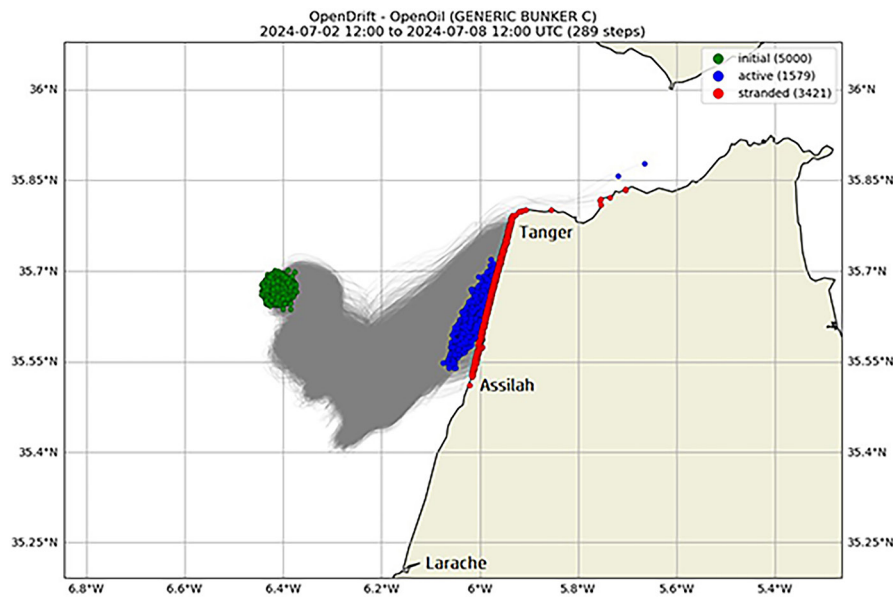 OpenDrift - OpenOil (GENERIC BUNKER C)
2024-07-02 12:00 to 2024-07-08 12:00 UTC (289 steps)
initial (5000)
active (1579)
stranded (3421)
36°N
36°N
35.85°N
35.85°N
Tanger
35.7°N
35.7°N
35.55°N
35.55°N
Assilah
35.4°N
35.4°N
35.25°N
35.25°N
Larache
6.8°W
6.6°W
6.4°W
6.2°W
6°W
5.8°W
5.6°W
5.4°W